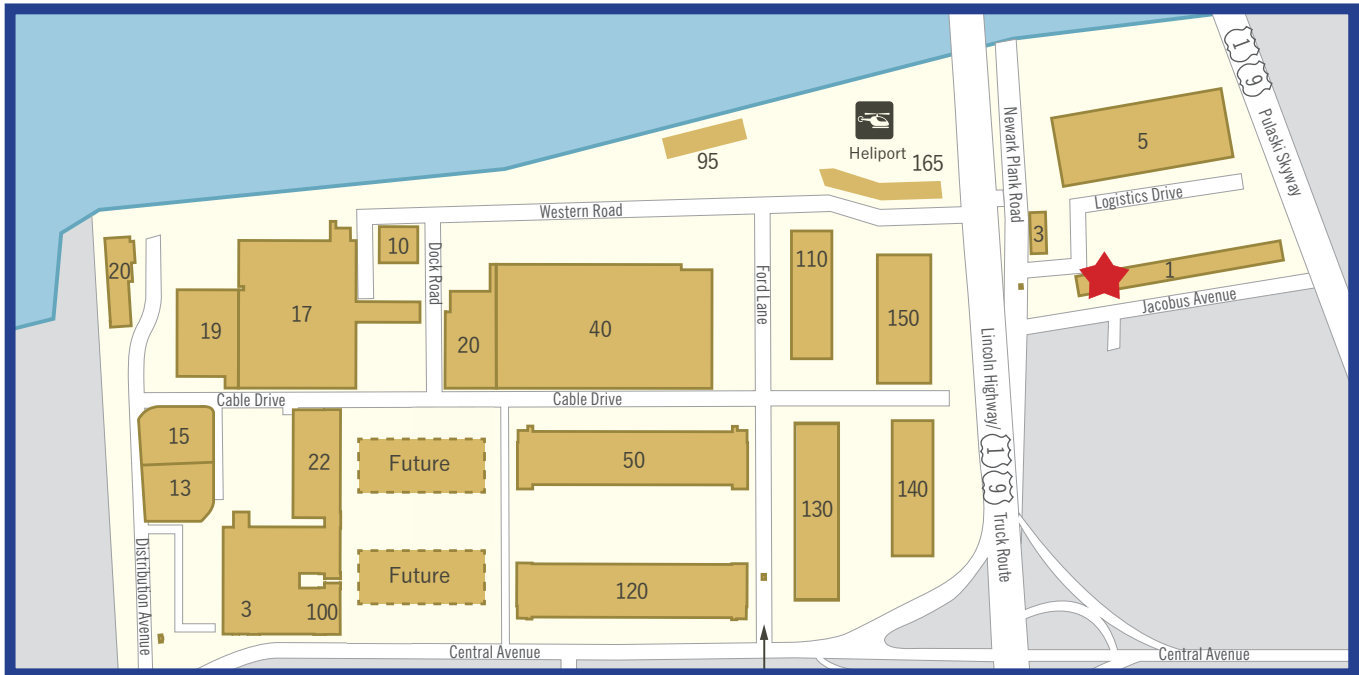 1
9
Pulaski Skyway
Newark Plank Road
5
95
Heliport
165
Logistics Drive
Western Road
3
1
Jacobus Avenue
20
10
Dock Road
Ford Lane
110
17
19
20
40
150
Lincoln Highway/
1
9
Truck Route
Cable Drive
Cable Drive
15
13
22
Future
50
130
140
Distribution Avenue
Future
120
3
100
Central Avenue
Central Avenue